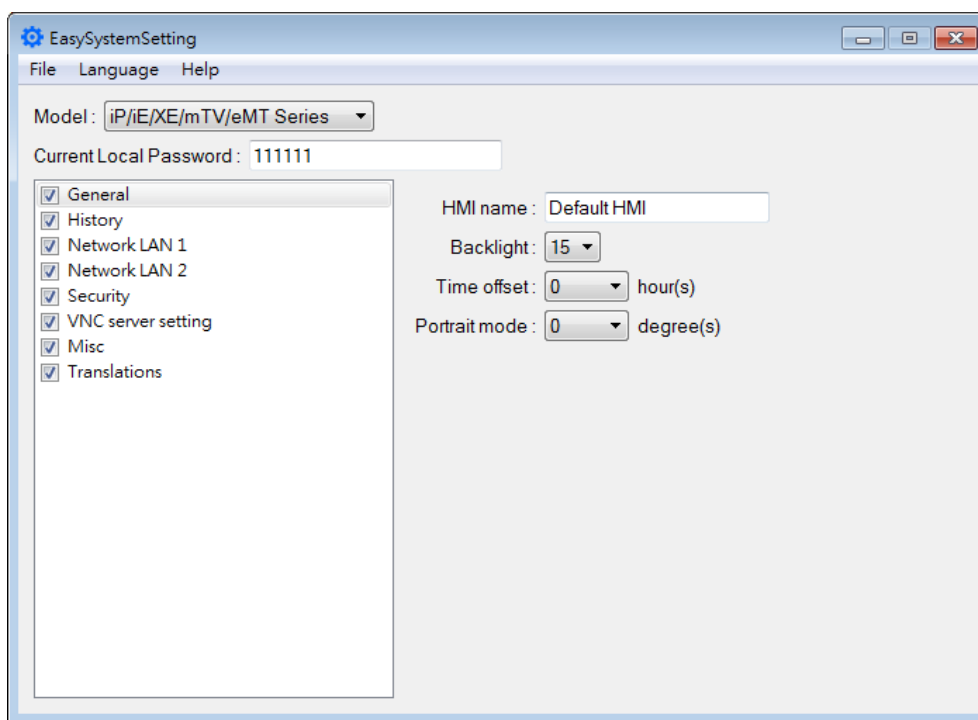 EasySystemSetting
File Language Help
Model : iP/iE/XE/mTV/eMT Series
Current Local Password : 111111
General
History
Network LAN 1
Network LAN 2
Security
VNC server setting
Misc
Translations
HMI name : Default HMI
Backlight : 15
Time offset : 0 hour(s)
Portrait mode : 0 degree(s)